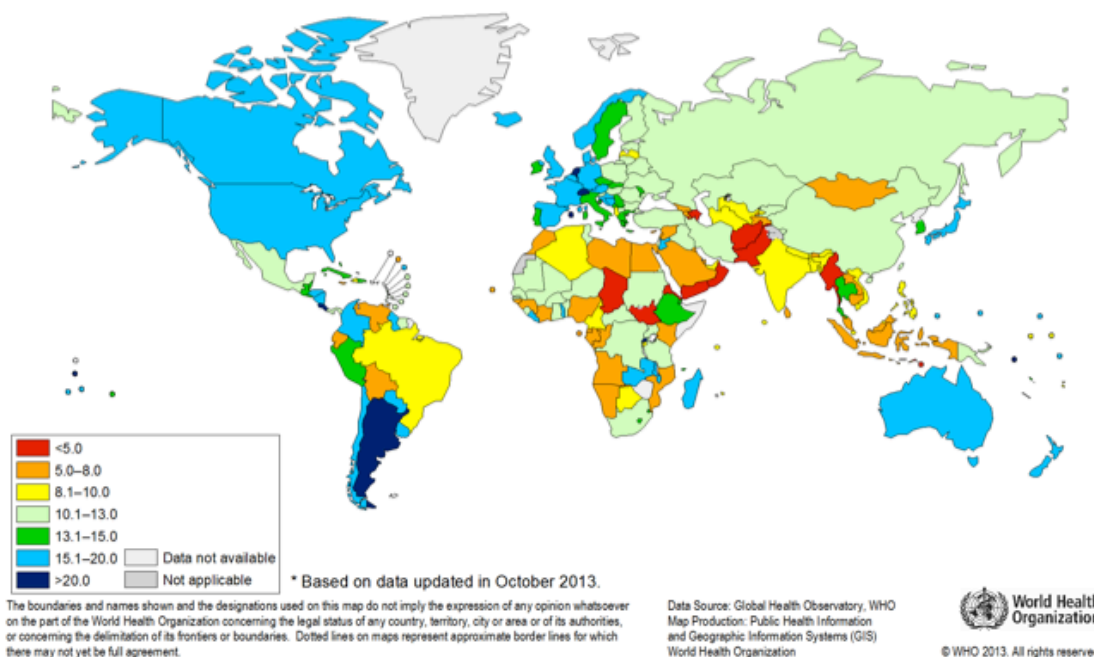 <5.0
5.0–8.0
8.1–10.0
10.1–13.0
13.1–15.0
15.1–20.0
>20.0
Data not available
Not applicable
* Based on data updated in October 2013.
The boundaries and names shown and the designations used on this map do not imply the expression of any opinion whatsoever
on the part of the World Health Organization concerning the legal status of any country, territory, city or area or of its authorities,
or concerning the delimitation of its frontiers or boundaries. Dotted lines on maps represent approximate border lines for which
there may not yet be full agreement.
Data Source: Global Health Observatory, WHO
Map Production: Public Health Information
and Geographic Information Systems (GIS)
World Health Organization
World Health
Organization
© WHO 2013. All rights reserve